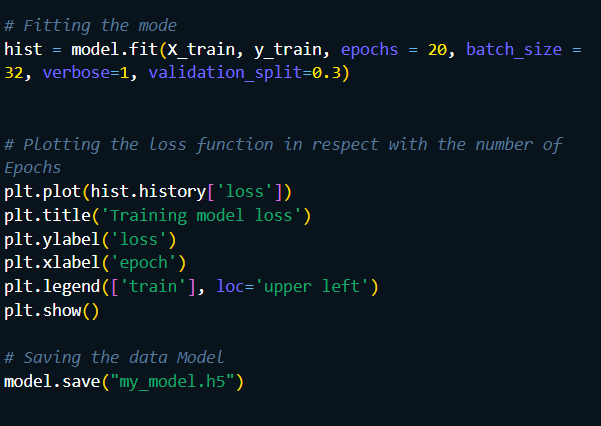 # Fitting the mode
hist = model.fit(X_train, y_train, epochs = 20, batch_size =
32, verbose=1, validation_split=0.3)
# Plotting the loss function in respect with the number of
Epochs
plt.plot(hist.history['loss'])
plt.title('Training model loss')
plt.ylabel('loss')
plt.xlabel('epoch')
plt.legend(['train'], loc='upper left')
plt.show()
# Saving the data Model
model.save("my_model.h5")